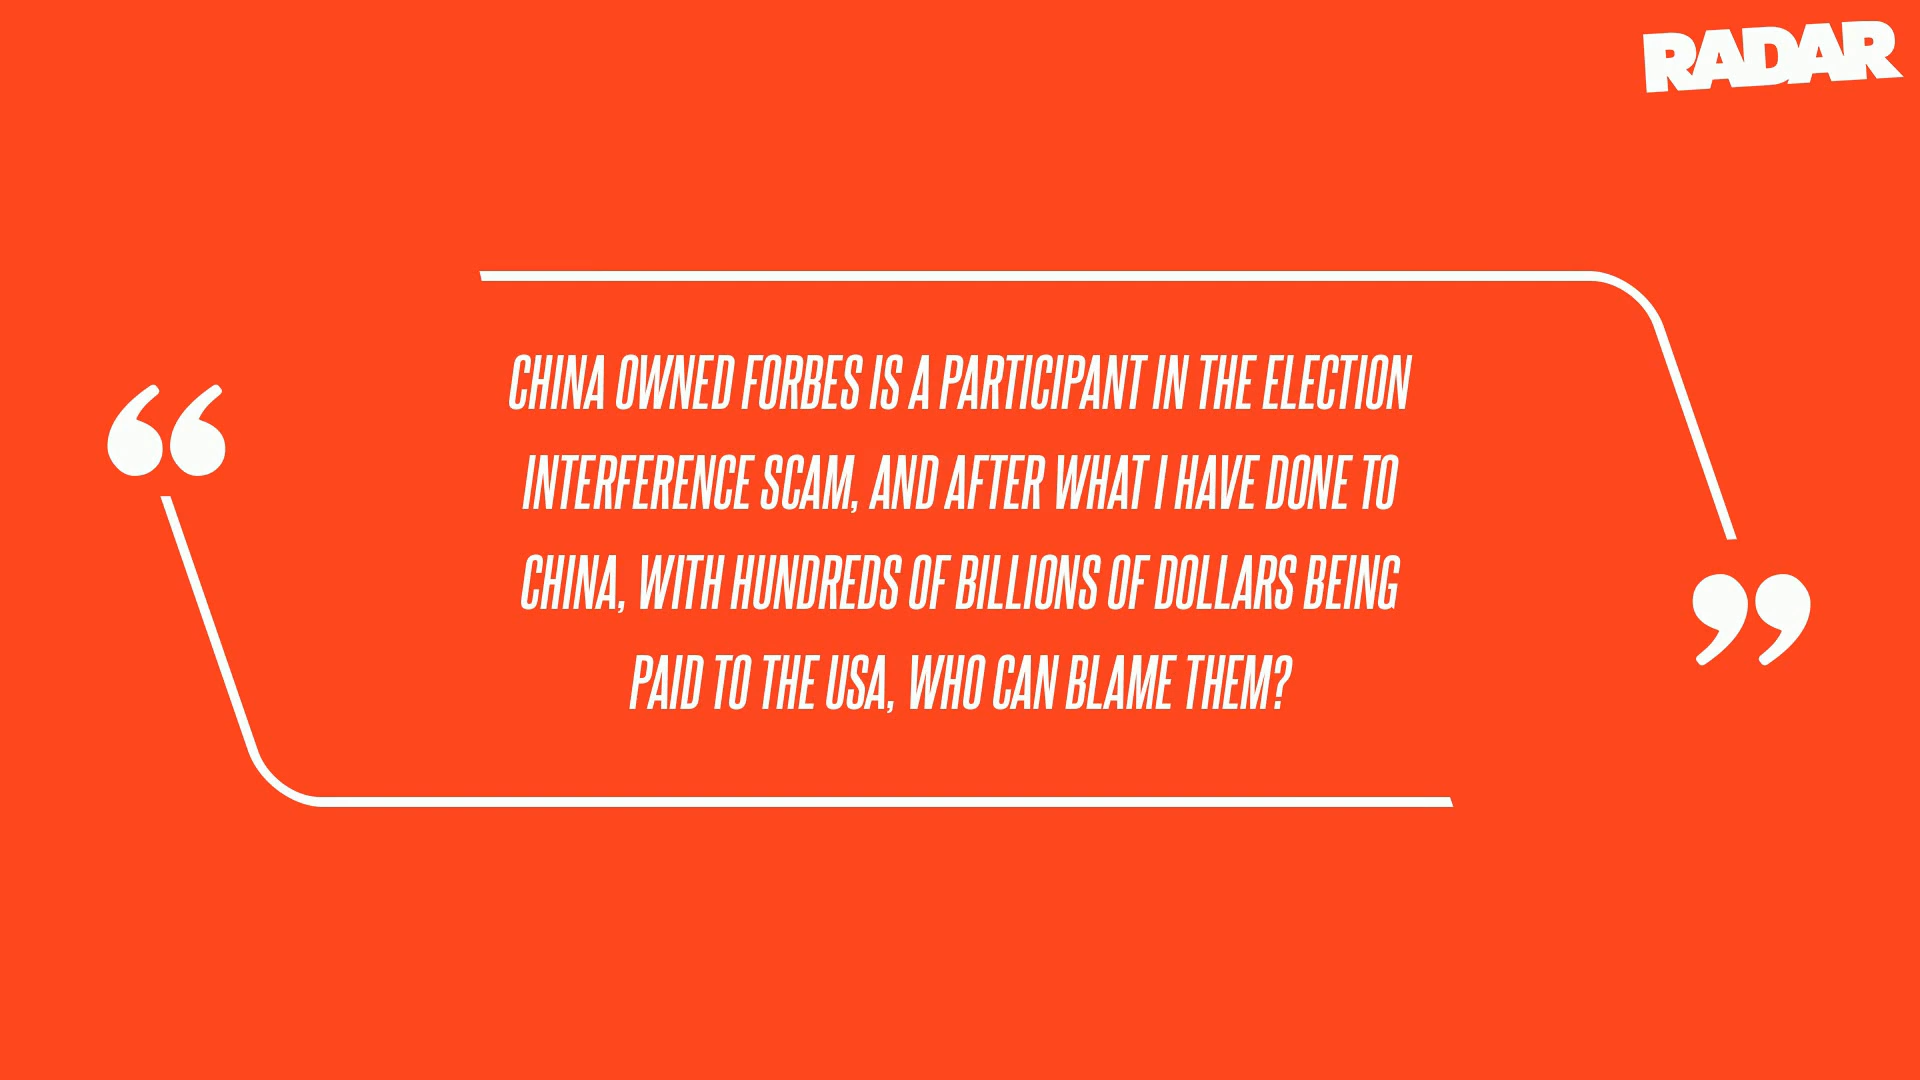 RADAR
“
CHINA OWNED FORBES IS A PARTICIPANT IN THE ELECTION
INTERFERENCE SCAM, AND AFTER WHAT I HAVE DONE TO
CHINA, WITH HUNDREDS OF BILLIONS OF DOLLARS BEING
PAID TO THE USA, WHO CAN BLAME THEM?
”